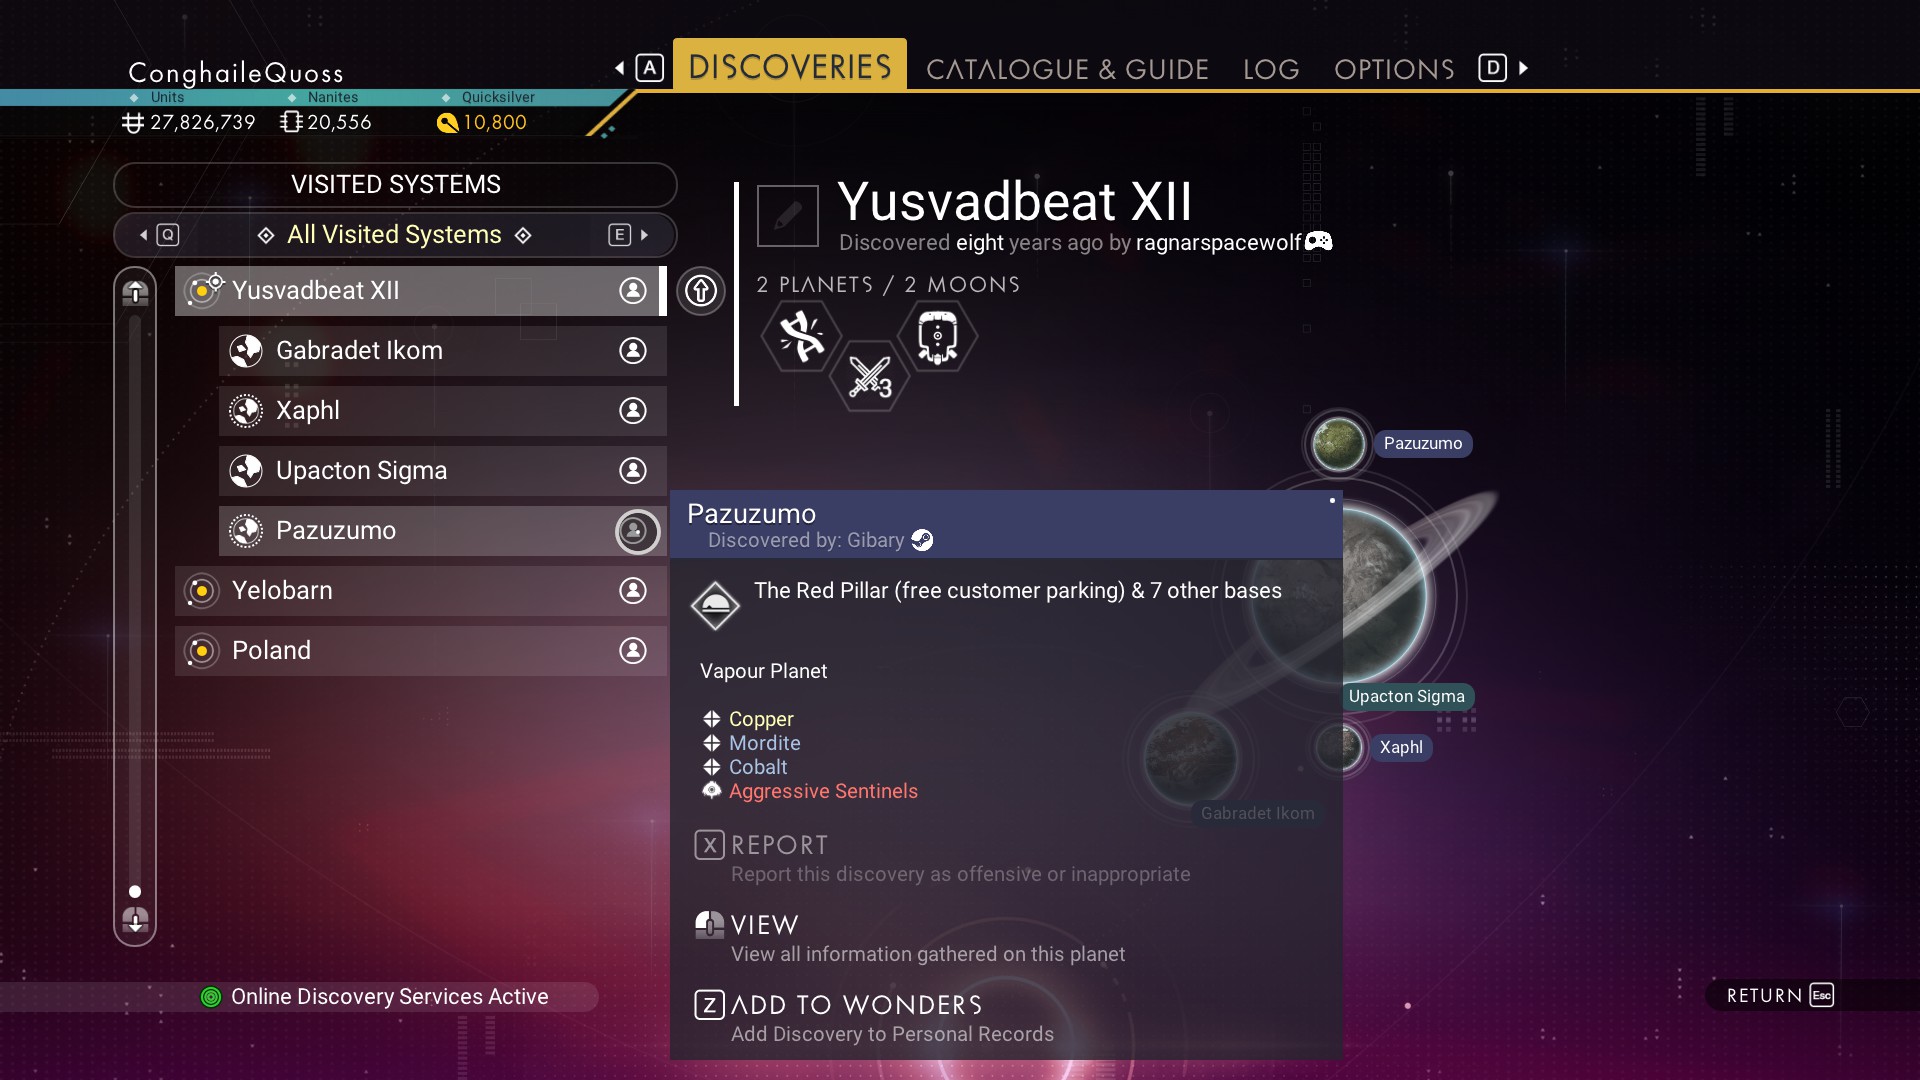 ConghaileQuoss
A DISCOVERIES CATALOGUE & GUIDE LOG OPTIONS D
Units Nanites Quicksilver
27,826,739 20,556 10,800
VISITED SYSTEMS
Q All Visited Systems E
Yusvadbeat XII
Gabradet Ikom
Xaphl
Upacton Sigma
Pazuzumo
Yelobarn
Poland
Online Discovery Services Active
Yusvadbeat XII
Discovered eight years ago by ragnarspacewolf
2 PLANETS / 2 MOONS
3
Pazuzumo
Upacton Sigma
Xaphl
Gabradet Ikom
Pazuzumo
Discovered by: Gibary
The Red Pillar (free customer parking) & 7 other bases
Vapour Planet
Copper
Mordite
Cobalt
Aggressive Sentinels
X REPORT
Report this discovery as offensive or inappropriate
VIEW
View all information gathered on this planet
Z ADD TO WONDERS
Add Discovery to Personal Records
RETURN Esc